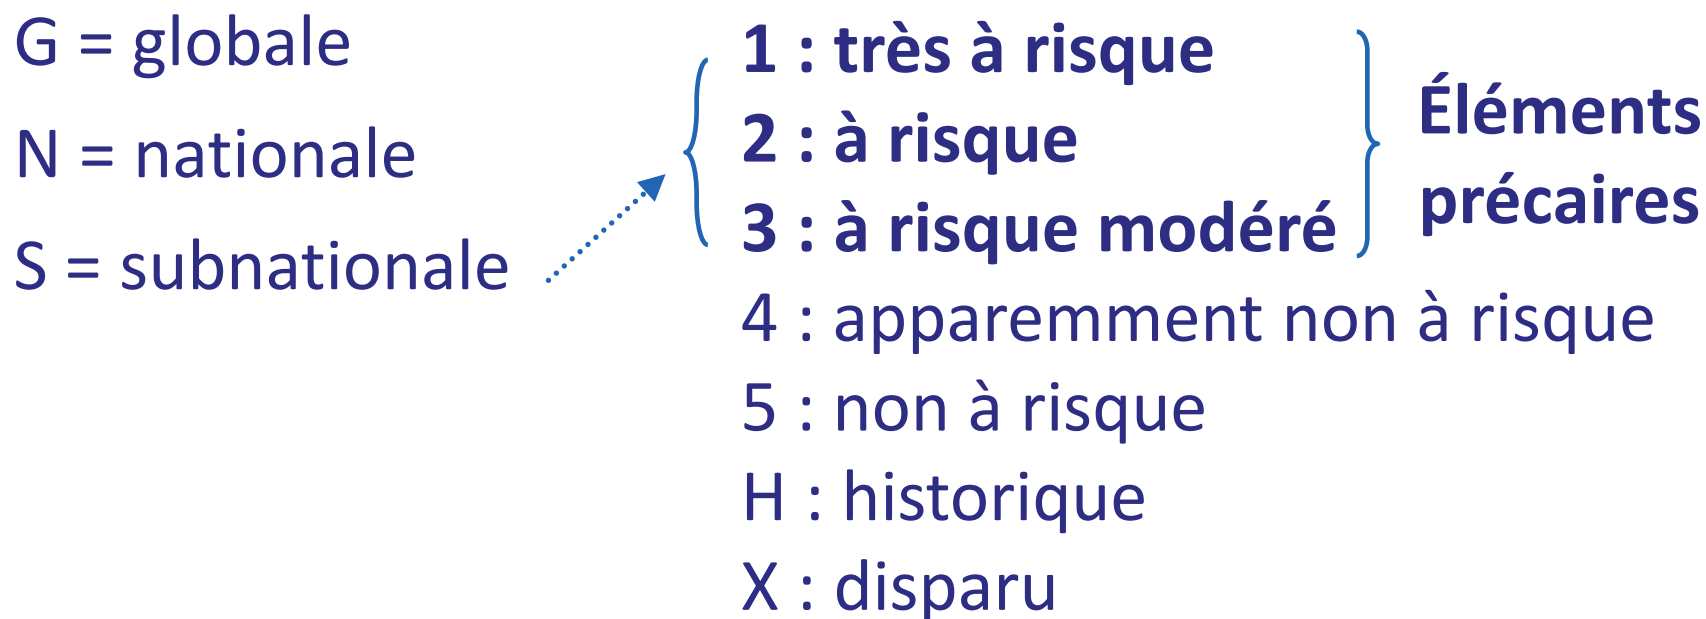 G = globale
N = nationale
S = subnationale
1 : très à risque
2 : à risque
3 : à risque modéré
4 : apparemment non à risque
5 : non à risque
H : historique
X : disparu
Éléments
précaires